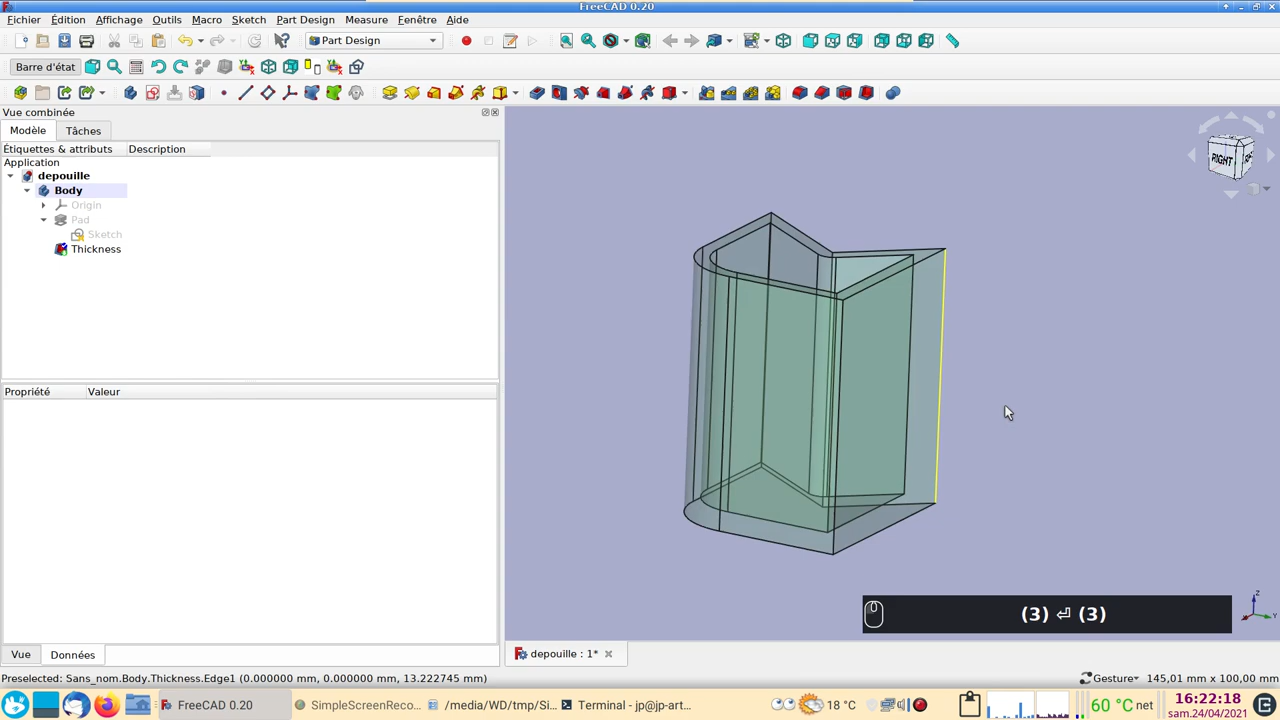 FreeCAD 0.20
Fichier Édition Affichage Outils Macro Sketch Part Design Measure Fenêtre Aide
Part Design
Barre d'état
Vue combinée
Modèle Tâches
Étiquettes & attributs Description
Application
depouille
Body
Origin
Pad
Sketch
Thickness
RIGHT
Propriété Valeur
(3) ⏎ (3)
Z
Y
Vue Données
depouille : 1*
Preselected: Sans_nom.Body.Thickness.Edge1 (0.000000 mm, 0.000000 mm, 13.222745 mm)
Gesture 145,01 mm x 100,00 mm
FreeCAD 0.20
SimpleScreenReco...
/media/WD/tmp/Si...
Terminal - jp@jp-art...
18 °C
60 °C net
16:22:18
sam.24/04/2021